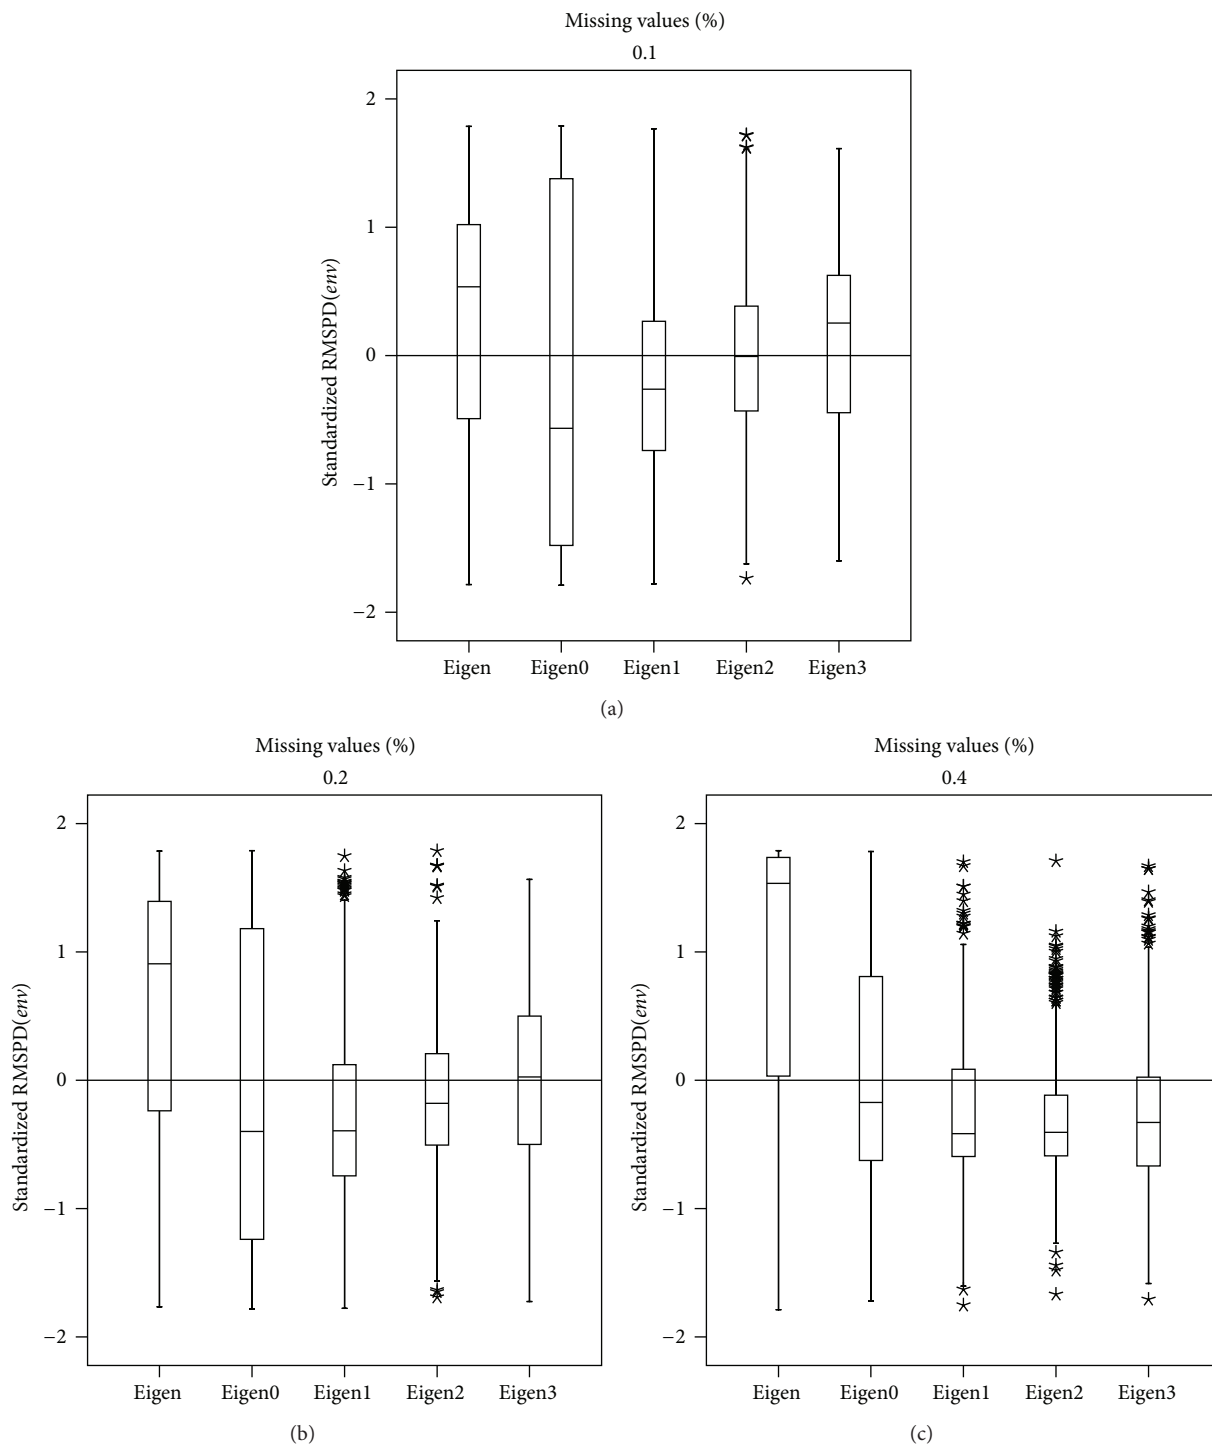 Missing values (%)
0.1
2
1
0
−1
−2
Standardized RMSPD(env)
Eigen Eigen0 Eigen1 Eigen2 Eigen3
(a)
Missing values (%)
0.2
2
1
0
−1
−2
Standardized RMSPD(env)
Eigen Eigen0 Eigen1 Eigen2 Eigen3
(b)
Missing values (%)
0.4
2
1
0
−1
−2
Standardized RMSPD(env)
Eigen Eigen0 Eigen1 Eigen2 Eigen3
(c)